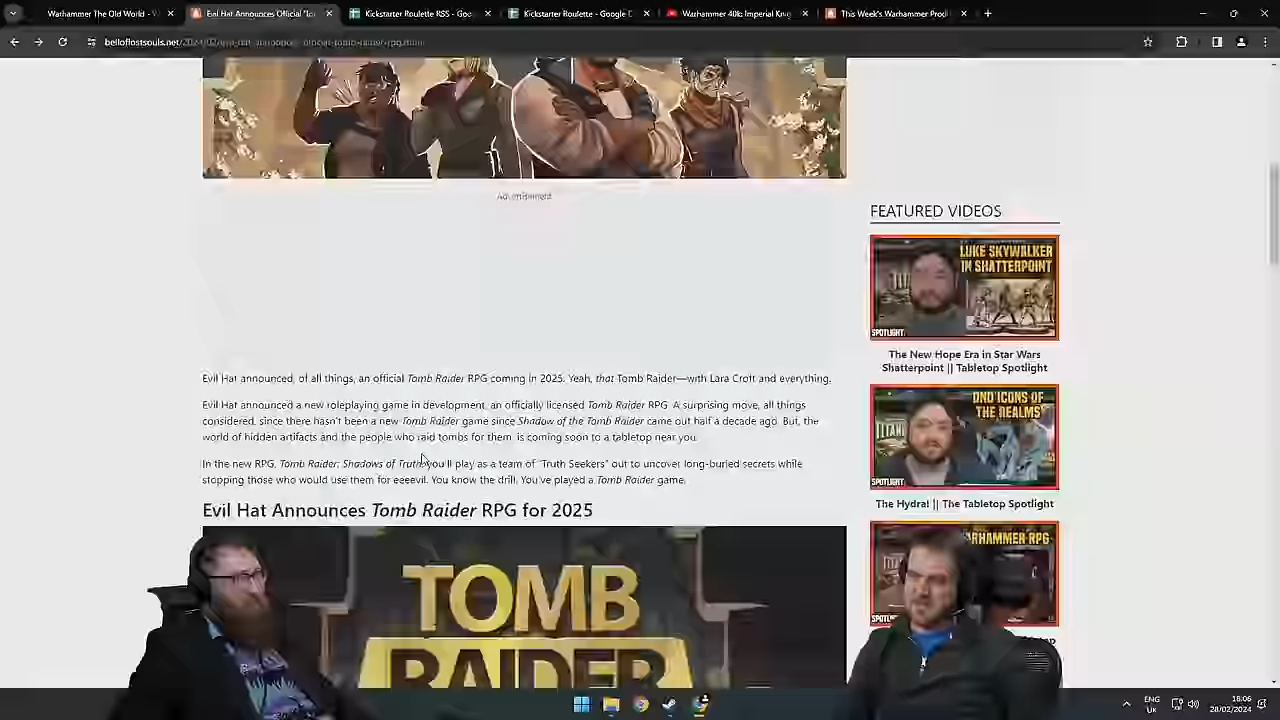 Warhammer The Old World - W
Evil Hat Announces Official "Tom
Kickstarter Roulette RSS - Goo
Kickstarter Roulette - Google D
Warhammer 40k Imperial Knig
This Week's Warhammer Prod
Advertisement
FEATURED VIDEOS
LUKE SKYWALKER
IN SHATTERPOINT
SPOTLIGHT
The New Hope Era in Star Wars
Shatterpoint || Tabletop Spotlight
Evil Hat announced, of all things, an official Tomb Raider RPG coming in 2025. Yeah, that Tomb Raider—with Lara Croft and everything.
Evil Hat announced a new roleplaying game in development, an officially licensed Tomb Raider RPG. A surprising move, all things
considered, since there hasn't been a new Tomb Raider game since Shadow of the Tomb Raider came out half a decade ago. But, the
world of hidden artifacts and the people who raid tombs for them, is coming soon to a tabletop near you.
In the new RPG, Tomb Raider: Shadows of Truth you'll play as a team of "Truth Seekers" out to uncover long-buried secrets while
stopping those who would use them for eeeevil. You know the drill. You've played a Tomb Raider game.
DND ICONS OF
THE REALMS
TITAN
SPOTLIGHT
The Hydra! || The Tabletop Spotlight
Evil Hat Announces Tomb Raider RPG for 2025
TOMB
RAIDER
ARHAMMER RPG
ENG
UK
18:06
28/02/2024